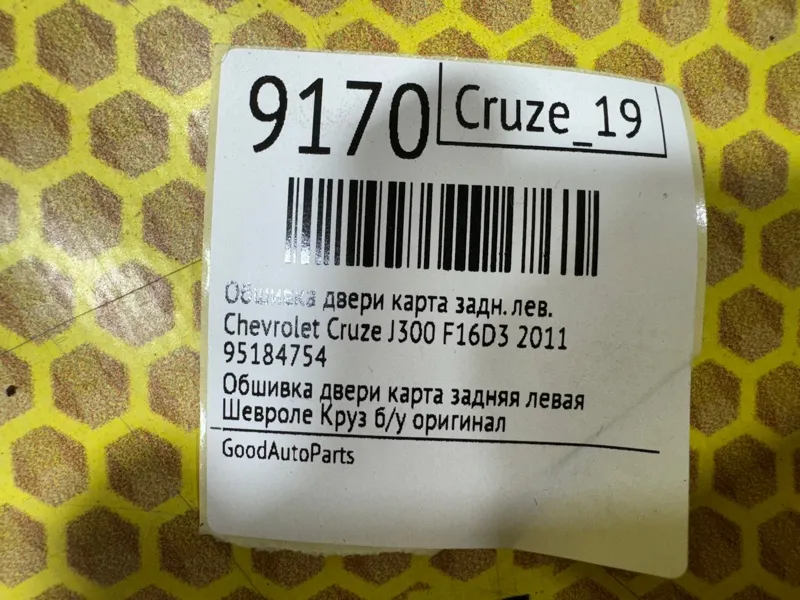 9170
Cruze_19
Обшивка двери карта задн. лев.
Chevrolet Cruze J300 F16D3 2011
95184754
Обшивка двери карта задняя левая
Шевроле Круз б/у оригинал
GoodAutoParts